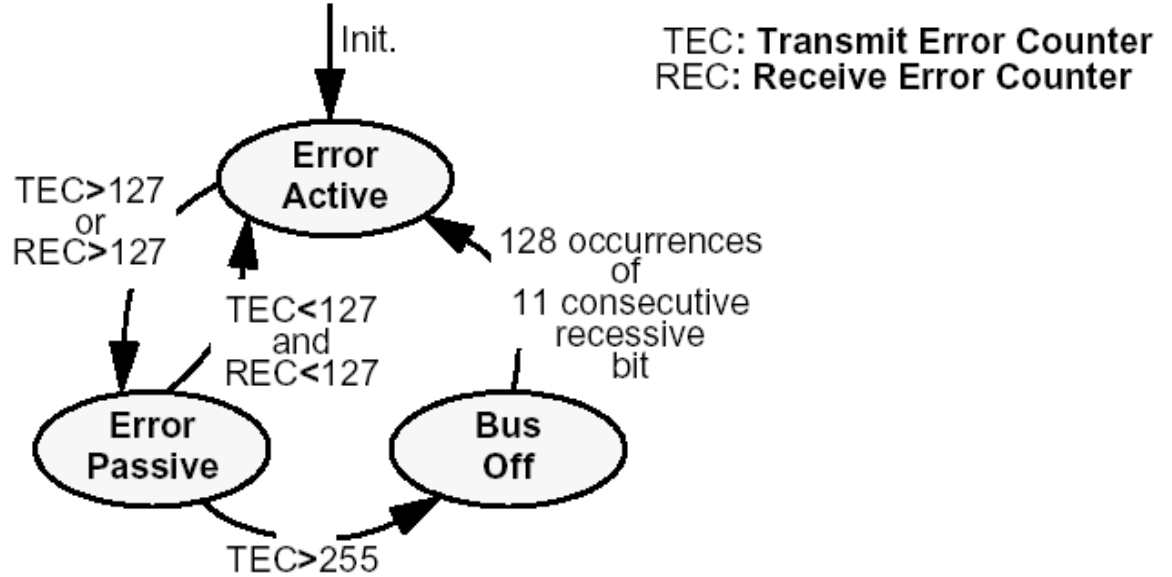 Init.
TEC: Transmit Error Counter
REC: Receive Error Counter
Error
Active
TEC>127
or
REC>127
128 occurrences
of
11 consecutive
recessive
bit
TEC<127
and
REC<127
Error
Passive
Bus
Off
TEC>255